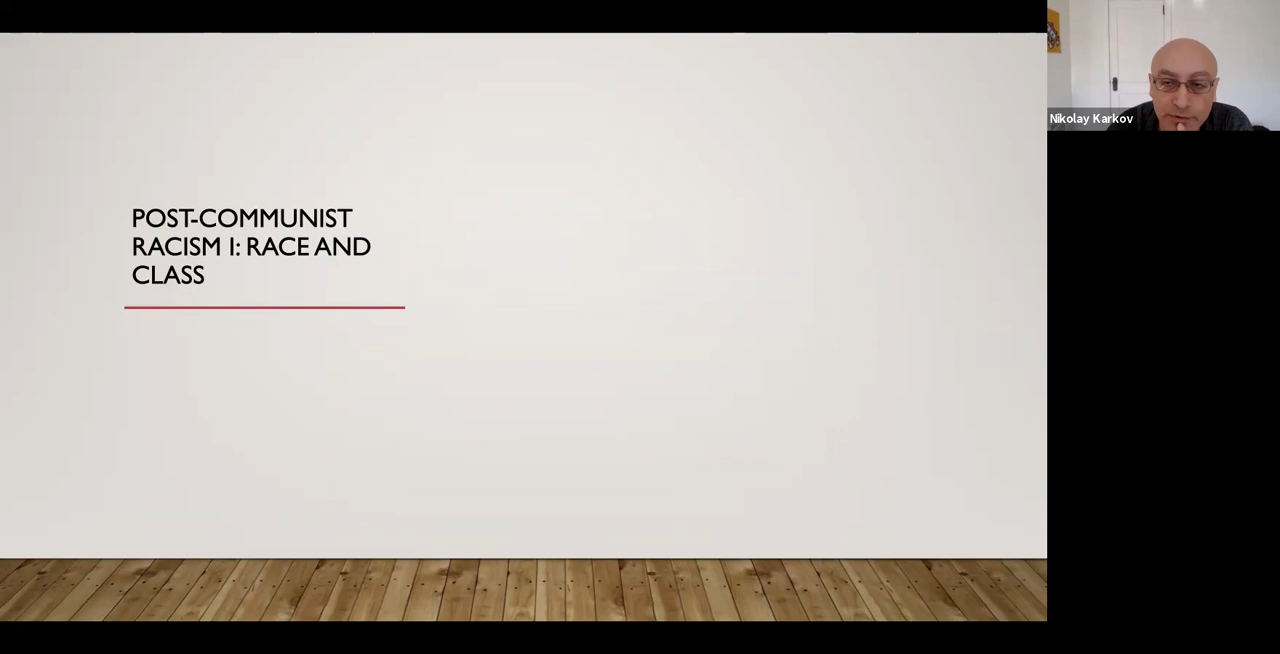 POST-COMMUNIST
RACISM I: RACE AND
CLASS
Nikolay Karkov